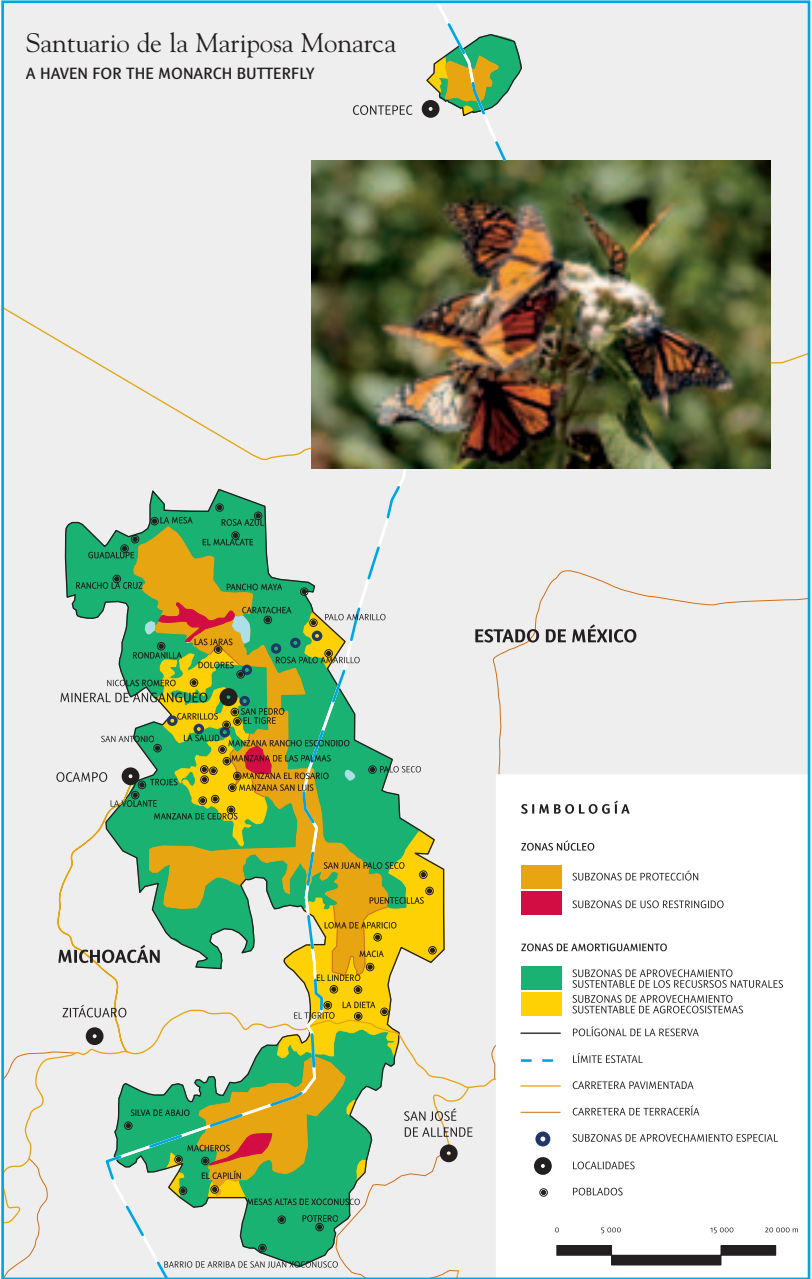 Santuario de la Mariposa Monarca
A HAVEN FOR THE MONARCH BUTTERFLY
CONTEPEC
LA MESA
ROSA AZUL
EL MALACATE
GUADALUPE
RANCHO LA CRUZ
PANCHO MAYA
CARATACHEA
PALO AMARILLO
ESTADO DE MÉXICO
LAS JARAS
RONDANILLA
DOLORES
ROSA PALO AMARILLO
NICOLAS ROMERO
MINERAL DE ANGANGUEO
SAN PEDRO
CARRILLOS
EL TIGRE
SAN ANTONIO
LA SALUD
MANZANA RANCHO ESCONDIDO
MANZANA DE LAS PALMAS
PALO SECO
OCAMPO
TROJES
MANZANA EL ROSARIO
MANZANA SAN LUIS
LA VOLANTE
MANZANA DE CEDROS
SAN JUAN PALO SECO
PUENTECILLAS
LOMA DE APARICIO
MICHOACÁN
MACIA
EL LINDERO
LA DIETA
ZITÁCUARO
EL TIGRITO
SILVA DE ABAJO
SAN JOSÉ
DE ALLENDE
MACHEROS
EL CAPILÍN
MESAS ALTAS DE XOCONUSCO
POTRERO
BARRIO DE ARRIBA DE SAN JUAN XOCONUSCO
SIMBOLOGÍA
ZONAS NÚCLEO
SUBZONAS DE PROTECCIÓN
SUBZONAS DE USO RESTRINGIDO
ZONAS DE AMORTIGUAMIENTO
SUBZONAS DE APROVECHAMIENTO
SUSTENTABLE DE LOS RECUSRSOS NATURALES
SUBZONAS DE APROVECHAMIENTO
SUSTENTABLE DE AGROECOSISTEMAS
POLÍGONAL DE LA RESERVA
LÍMITE ESTATAL
CARRETERA PAVIMENTADA
CARRETERA DE TERRACERÍA
SUBZONAS DE APROVECHAMIENTO ESPECIAL
LOCALIDADES
POBLADOS
0 5 000 15 000 20 000 m